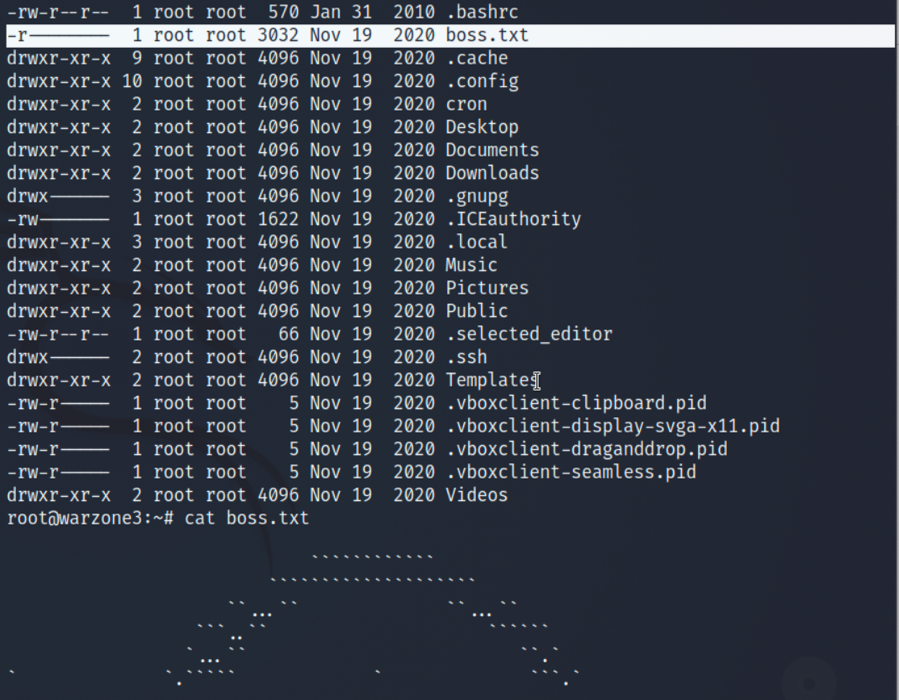 -rw-r--r--  1 root root  570 Jan 31  2010 .bashrc
-r--------  1 root root 3032 Nov 19  2020 boss.txt
drwxr-xr-x  9 root root 4096 Nov 19  2020 .cache
drwxr-xr-x 10 root root 4096 Nov 19  2020 .config
drwxr-xr-x  2 root root 4096 Nov 19  2020 cron
drwxr-xr-x  2 root root 4096 Nov 19  2020 Desktop
drwxr-xr-x  2 root root 4096 Nov 19  2020 Documents
drwxr-xr-x  2 root root 4096 Nov 19  2020 Downloads
drwx------  3 root root 4096 Nov 19  2020 .gnupg
-rw-------  1 root root 1622 Nov 19  2020 .ICEauthority
drwxr-xr-x  3 root root 4096 Nov 19  2020 .local
drwxr-xr-x  2 root root 4096 Nov 19  2020 Music
drwxr-xr-x  2 root root 4096 Nov 19  2020 Pictures
drwxr-xr-x  2 root root 4096 Nov 19  2020 Public
-rw-r--r--  1 root root   66 Nov 19  2020 .selected_editor
drwx------  2 root root 4096 Nov 19  2020 .ssh
drwxr-xr-x  2 root root 4096 Nov 19  2020 Templates
-rw-r-----  1 root root    5 Nov 19  2020 .vboxclient-clipboard.pid
-rw-r-----  1 root root    5 Nov 19  2020 .vboxclient-display-svga-x11.pid
-rw-r-----  1 root root    5 Nov 19  2020 .vboxclient-draganddrop.pid
-rw-r-----  1 root root    5 Nov 19  2020 .vboxclient-seamless.pid
drwxr-xr-x  2 root root 4096 Nov 19  2020 Videos
root@warzone3:~# cat boss.txt